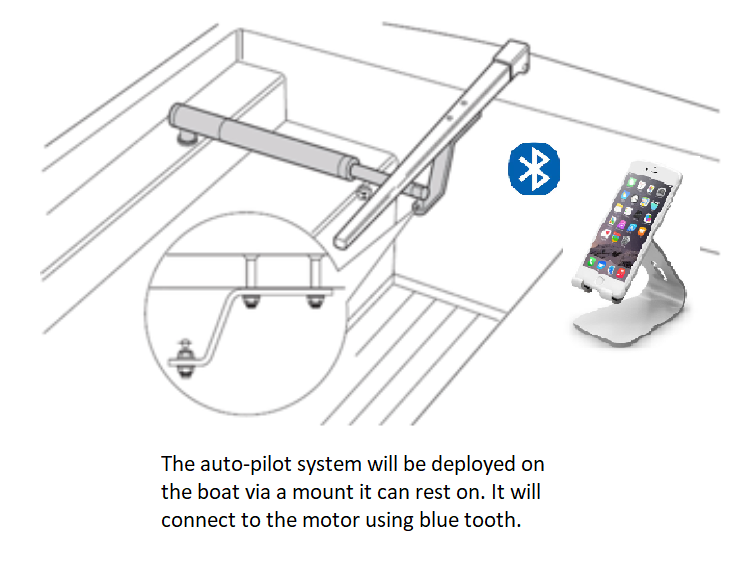 The auto-pilot system will be deployed on
the boat via a mount it can rest on. It will
connect to the motor using blue tooth.